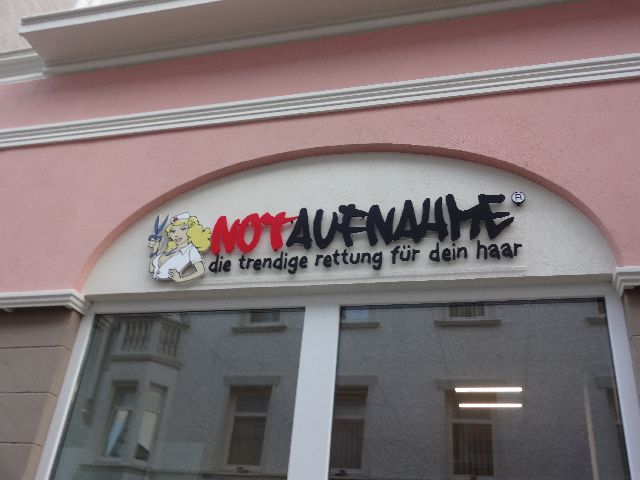 NOTAUFNAHME®
die trendige rettung für dein haar